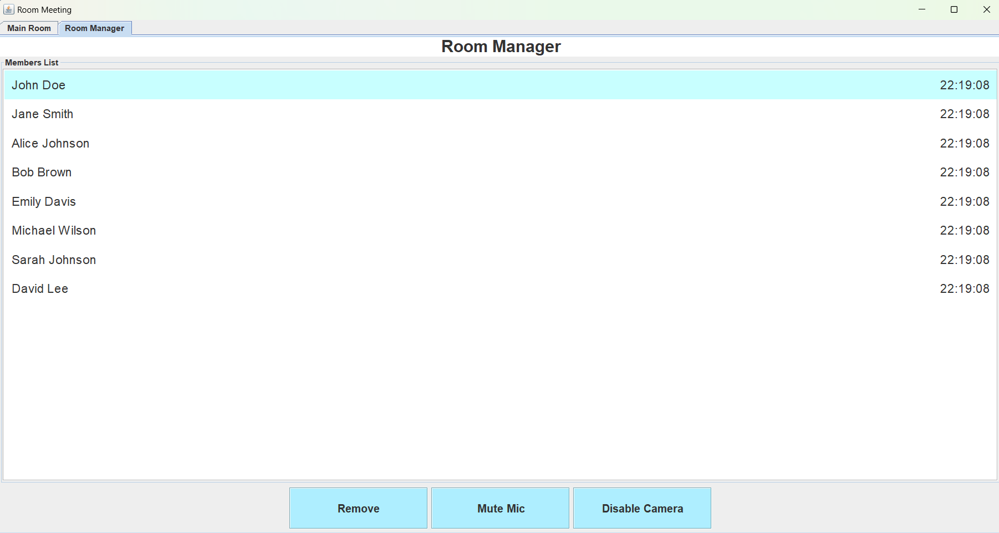 Room Meeting
Main Room Room Manager
Room Manager
Members List
John Doe 22:19:08
Jane Smith 22:19:08
Alice Johnson 22:19:08
Bob Brown 22:19:08
Emily Davis 22:19:08
Michael Wilson 22:19:08
Sarah Johnson 22:19:08
David Lee 22:19:08
Remove Mute Mic Disable Camera